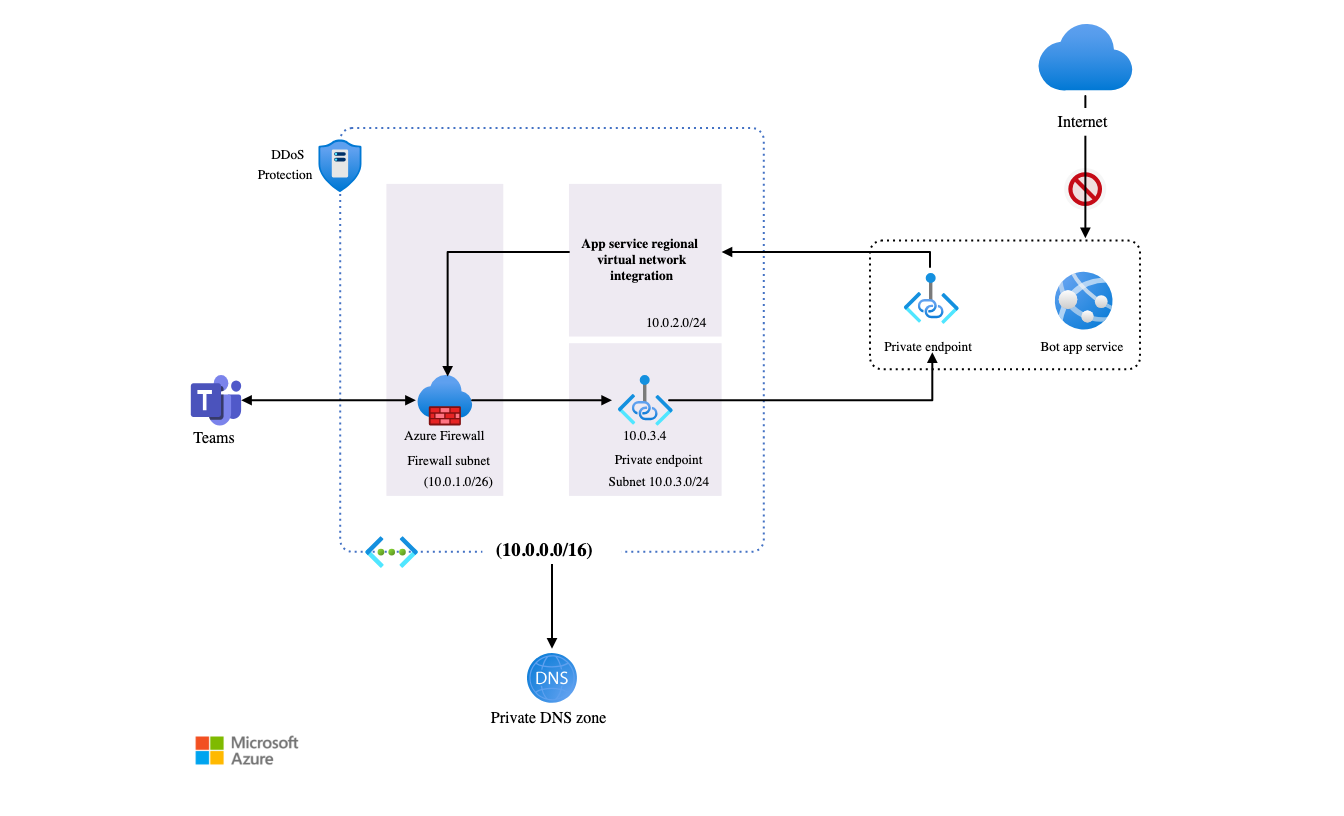 Internet
DDoS
Protection
App service regional
virtual network
integration
10.0.2.0/24
Private endpoint
Bot app service
T
Teams
Azure Firewall
Firewall subnet
(10.0.1.0/26)
10.0.3.4
Private endpoint
Subnet 10.0.3.0/24
(10.0.0.0/16)
DNS
Private DNS zone
Microsoft
Azure